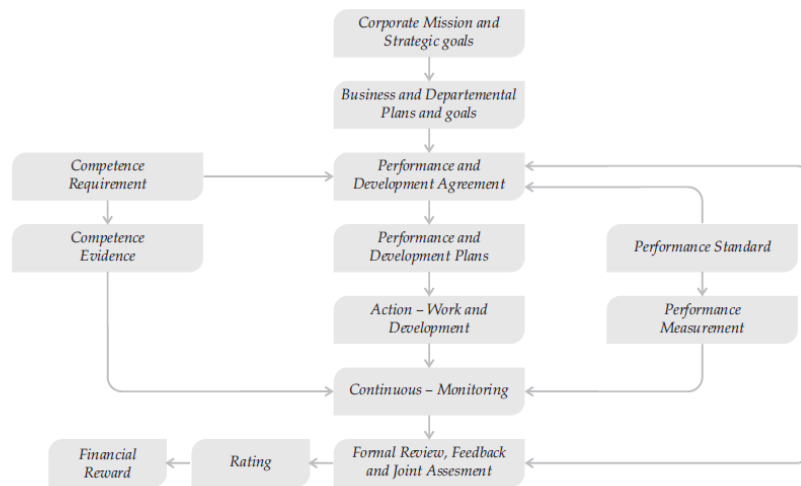 Corporate Mission and
Strategic goals
Business and Departemental
Plans and goals
Competence
Requirement
Performance and
Development Agreement
Competence
Evidence
Performance and
Development Plans
Performance Standard
Action – Work and
Development
Performance
Measurement
Continuous – Monitoring
Financial
Reward
Rating
Formal Review, Feedback
and Joint Assesment